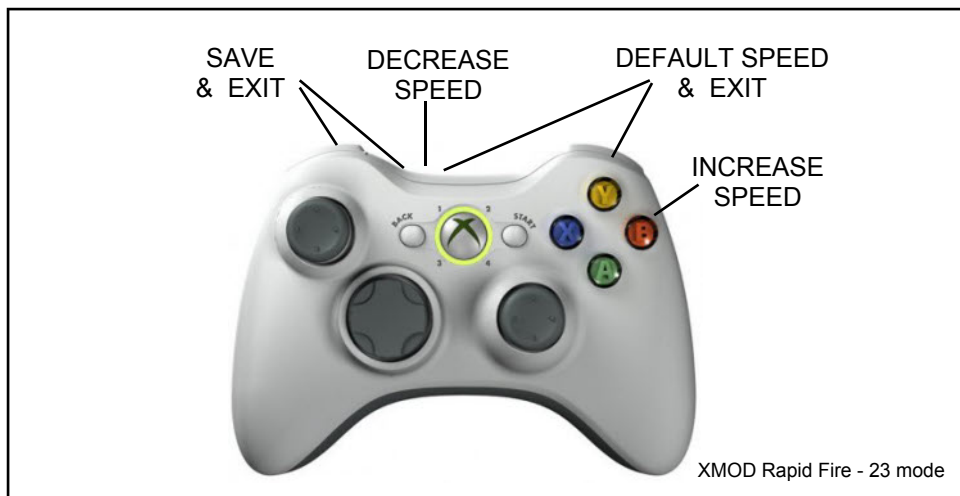 SAVE
& EXIT
DECREASE
SPEED
DEFAULT SPEED
& EXIT
INCREASE
SPEED
Y
X
B
A
BACK
START
1
2
3
4
XMOD Rapid Fire - 23 mode